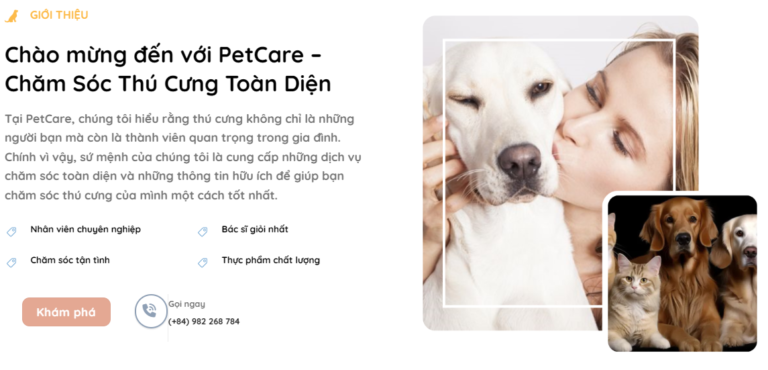 GIỚI THIỆU
Chào mừng đến với PetCare –
Chăm Sóc Thú Cưng Toàn Diện
Tại PetCare, chúng tôi hiểu rằng thú cưng không chỉ là những
người bạn mà còn là thành viên quan trọng trong gia đình.
Chính vì vậy, sứ mệnh của chúng tôi là cung cấp những dịch vụ
chăm sóc toàn diện và những thông tin hữu ích để giúp bạn
chăm sóc thú cưng của mình một cách tốt nhất.
Nhân viên chuyên nghiệp
Bác sĩ giỏi nhất
Chăm sóc tận tình
Thực phẩm chất lượng
Khám phá
Gọi ngay
(+84) 982 268 784